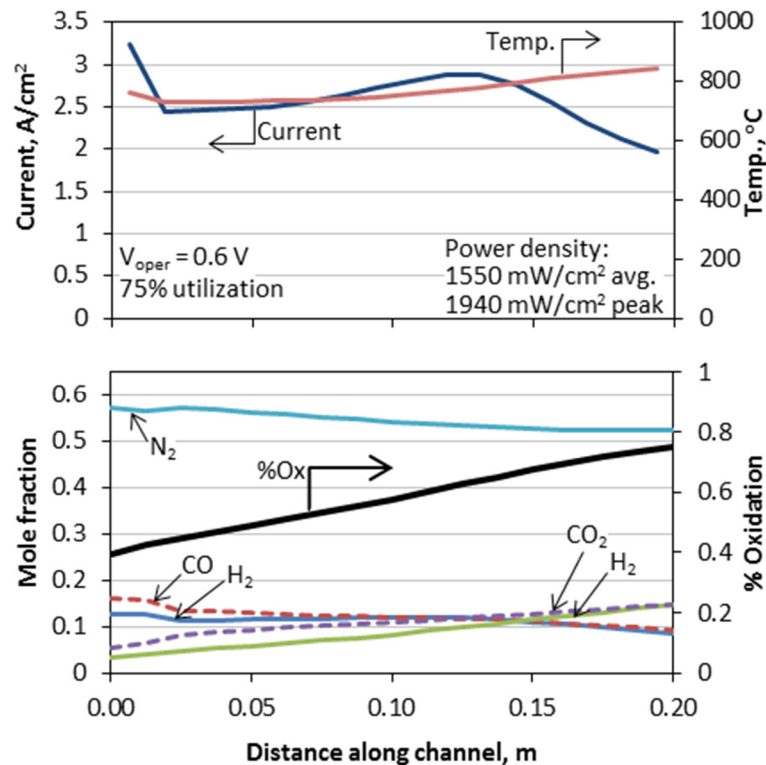 3.5
3
2.5
2
1.5
1
0.5
0
Current, A/cm²
1000
800
600
400
200
0
Temp., °C
Temp.
Current
V_oper = 0.6 V
75% utilization
Power density:
1550 mW/cm² avg.
1940 mW/cm² peak
0.6
0.5
0.4
0.3
0.2
0.1
0
Mole fraction
1
0.8
0.6
0.4
0.2
0
% Oxidation
N₂
%Ox
CO
H₂
CO₂
H₂
0.00
0.05
0.10
0.15
0.20
Distance along channel, m